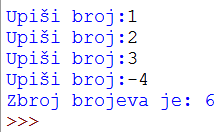 Upiši broj:1
Upiši broj:2
Upiši broj:3
Upiši broj:-4
Zbroj brojeva je: 6
>>>